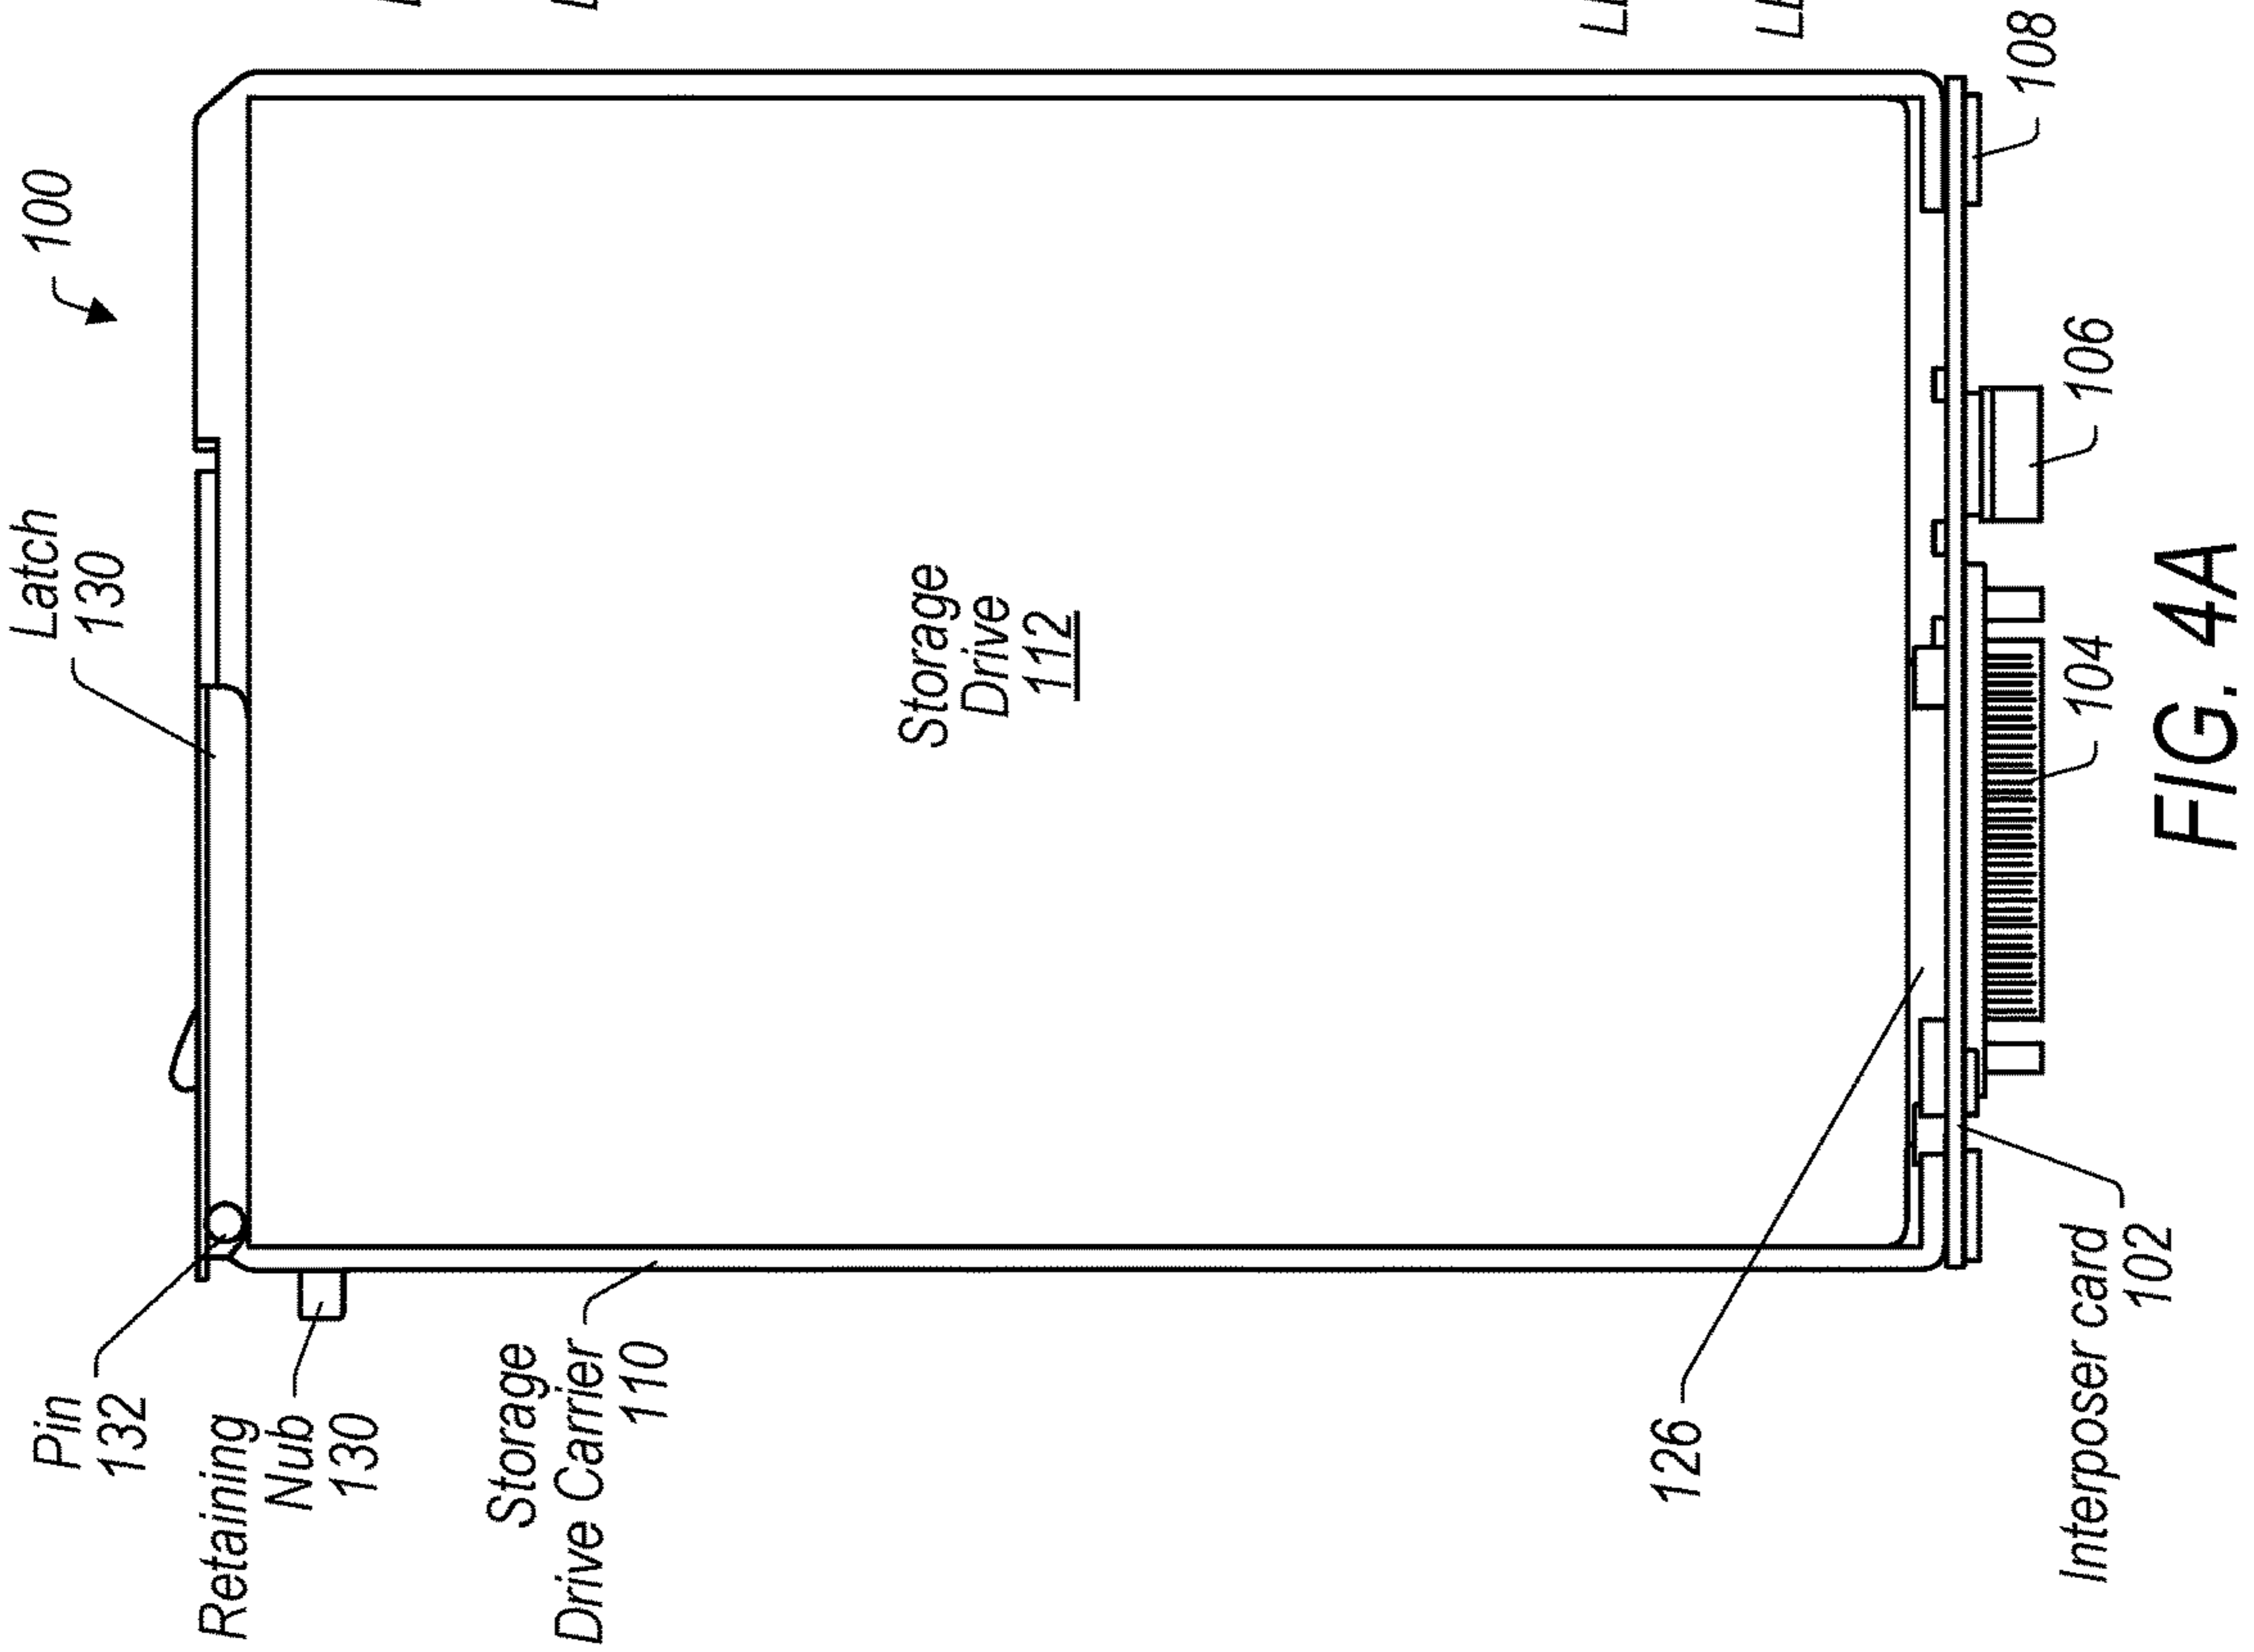 Pin
132
Retaining
Nub
130
Storage
Drive Carrier
110
126
Interposer card
102
Latch
130
Storage
Drive
112
100
104
106
108
FIG. 4A